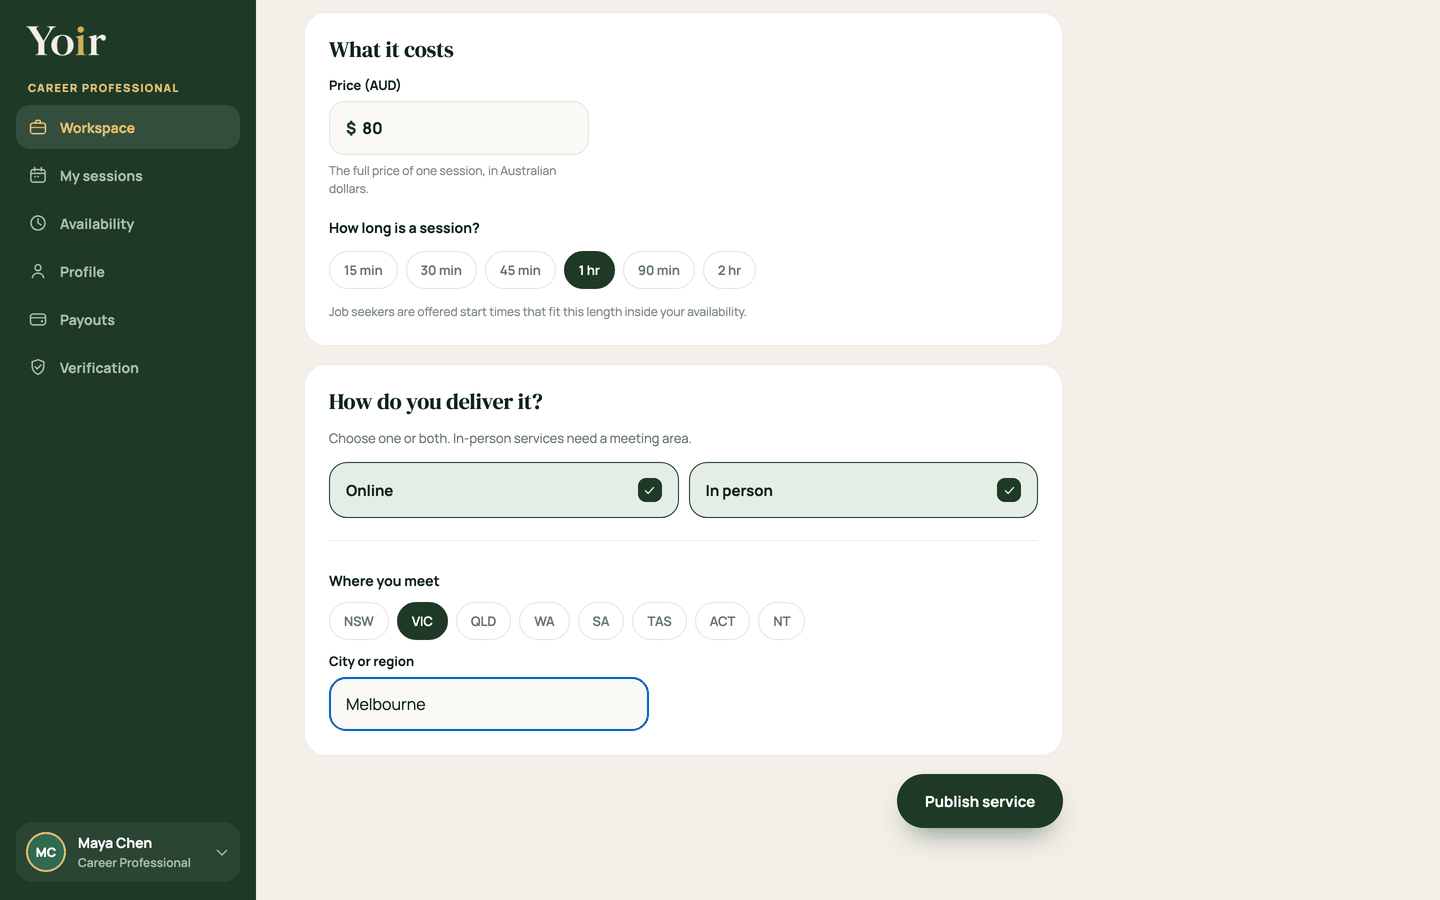 Yoir
CAREER PROFESSIONAL
Workspace
My sessions
Availability
Profile
Payouts
Verification
MC
Maya Chen
Career Professional
What it costs
Price (AUD)
$ 80
The full price of one session, in Australian
dollars.
How long is a session?
15 min 30 min 45 min 1 hr 90 min 2 hr
Job seekers are offered start times that fit this length inside your availability.
How do you deliver it?
Choose one or both. In-person services need a meeting area.
Online In person
Where you meet
NSW VIC QLD WA SA TAS ACT NT
City or region
Melbourne
Publish service